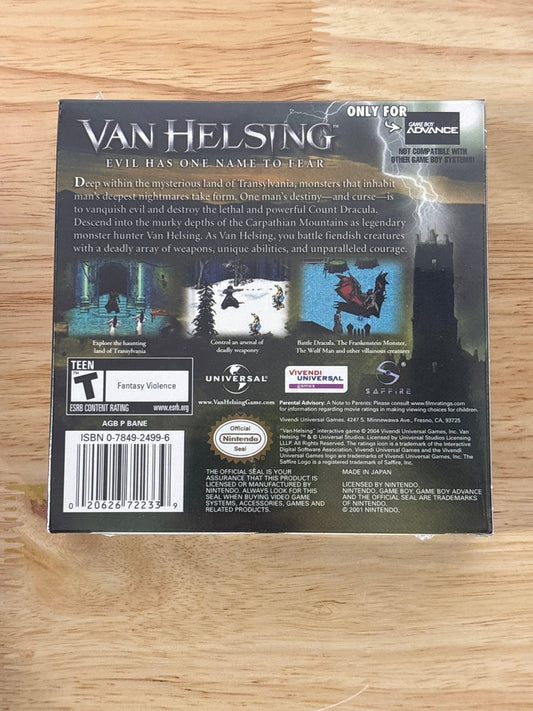 ONLY FOR
GAME BOY
ADVANCE
VAN HELSING™
EVIL HAS ONE NAME TO FEAR
NOT COMPATIBLE WITH
OTHER GAME BOY SYSTEMS!
Deep within the mysterious land of Transylvania, monsters that inhabit
man's deepest nightmares take form. One man's destiny—and curse—is
to vanquish evil and destroy the lethal and powerful Count Dracula.
Descend into the murky depths of the Carpathian Mountains as legendary
monster hunter Van Helsing. As Van Helsing, you battle fiendish creatures
with a deadly array of weapons, unique abilities, and unparalleled courage.
Explore the haunting
land of Transylvania
Control an arsenal of
deadly weaponry
Battle Dracula, The Frankenstein Monster,
The Wolf Man and other villainous creatures
TEEN
T
Fantasy Violence
ESRB CONTENT RATING www.esrb.org
UNIVERSAL
www.VanHelsingGame.com
VIVENDI
UNIVERSAL
games
SAFFIRE
Parental Advisory: A Note to Parents: Please consult www.filmratings.com
for information regarding movie ratings in making viewing choices for children.
Vivendi Universal Games. 4247 S. Minnewawa Ave., Fresno, CA, 93725
"Van Helsing" interactive game © 2004 Vivendi Universal Games, Inc. Van
Helsing ™ & © Universal Studios. Licensed by Universal Studios Licensing
LLLP. All Rights Reserved. The ratings icon is a trademark of the Interactive
Digital Software Association. Vivendi Universal Games and the Vivendi
Universal Games logo are trademarks of Vivendi Universal Games, Inc. The
Saffire Logo is a registered trademark of Saffire, Inc.
AGB P BANE
ISBN 0-7849-2499-6
0 20626 72233 9
Official
Nintendo
Seal
THE OFFICIAL SEAL IS YOUR
ASSURANCE THAT THIS PRODUCT IS
LICENSED OR MANUFACTURED BY
NINTENDO. ALWAYS LOOK FOR THIS
SEAL WHEN BUYING VIDEO GAME
SYSTEMS, ACCESSORIES, GAMES AND
RELATED PRODUCTS.
MADE IN JAPAN
LICENSED BY NINTENDO.
NINTENDO, GAME BOY, GAME BOY ADVANCE
AND THE OFFICIAL SEAL ARE TRADEMARKS
OF NINTENDO.
© 2001 NINTENDO.